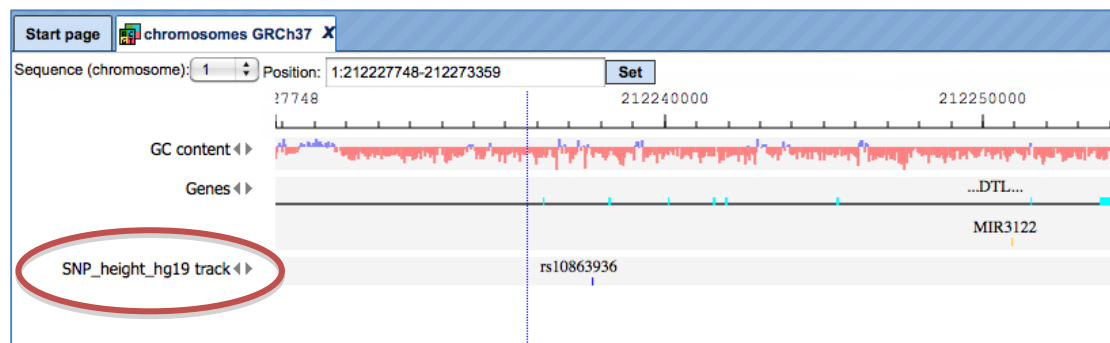 Start page chromosomes GRCh37 X
Sequence (chromosome): 1 Position: 1:212227748-212273359 Set
27748 212240000 212250000
GC content
Genes ...DTL...
MIR3122
SNP_height_hg19 track rs10863936